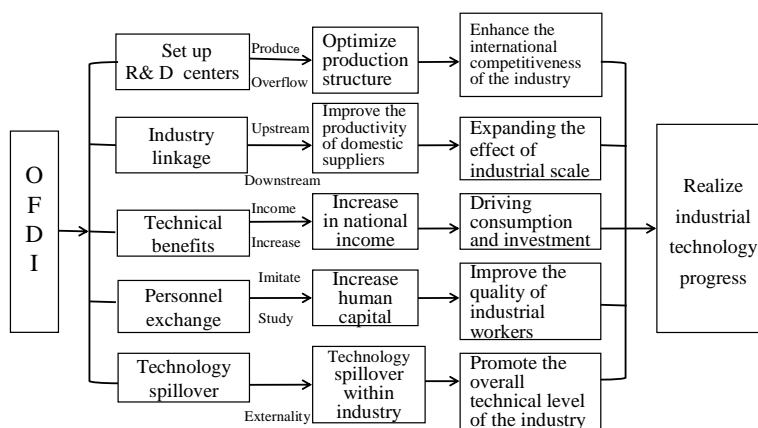 O
F
D
I
Set up
R& D centers
Produce
Overflow
Optimize
production
structure
Enhance the
international
competitiveness
of the industry
Industry
linkage
Upstream
Downstream
Improve the
productivity
of domestic
suppliers
Expanding the
effect of
industrial scale
Technical
benefits
Income
Increase
Increase
in national
income
Driving
consumption
and investment
Personnel
exchange
Imitate
Study
Increase
human
capital
Improve the
quality of
industrial
workers
Technology
spillover
Externality
Technology
spillover within
industry
Promote the
overall
technical level
of the industry
Realize
industrial
technology
progress